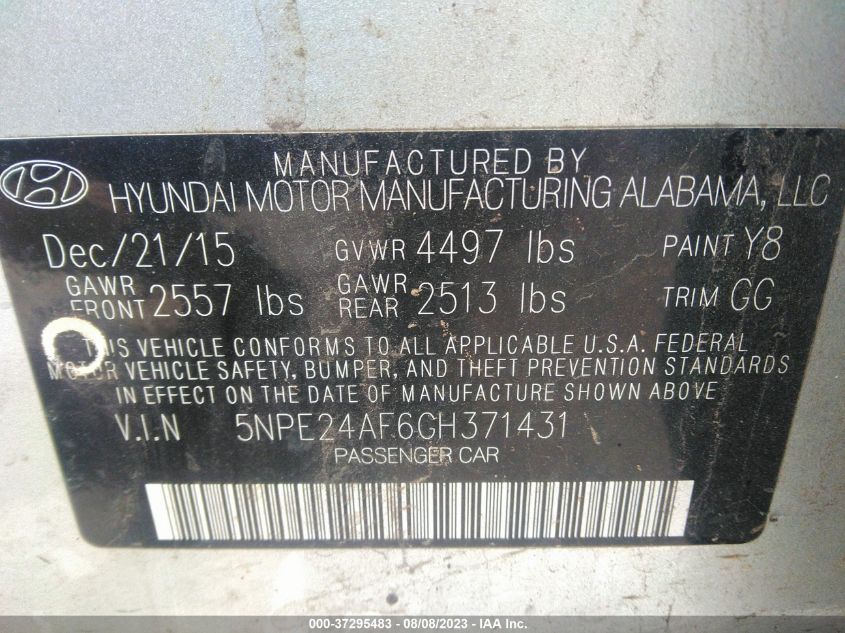 MANUFACTURED BY
HYUNDAI MOTOR MANUFACTURING ALABAMA, LLC
Dec/21/15 GVWR 4497 lbs PAINT Y8
GAWR FRONT 2557 lbs GAWR REAR 2513 lbs TRIM GG
THIS VEHICLE CONFORMS TO ALL APPLICABLE U.S.A. FEDERAL
MOTOR VEHICLE SAFETY, BUMPER, AND THEFT PREVENTION STANDARDS
IN EFFECT ON THE DATE OF MANUFACTURE SHOWN ABOVE
V.I.N 5NPE24AF6GH371431
PASSENGER CAR
000-37295483 - 08/08/2023 - IAA Inc.